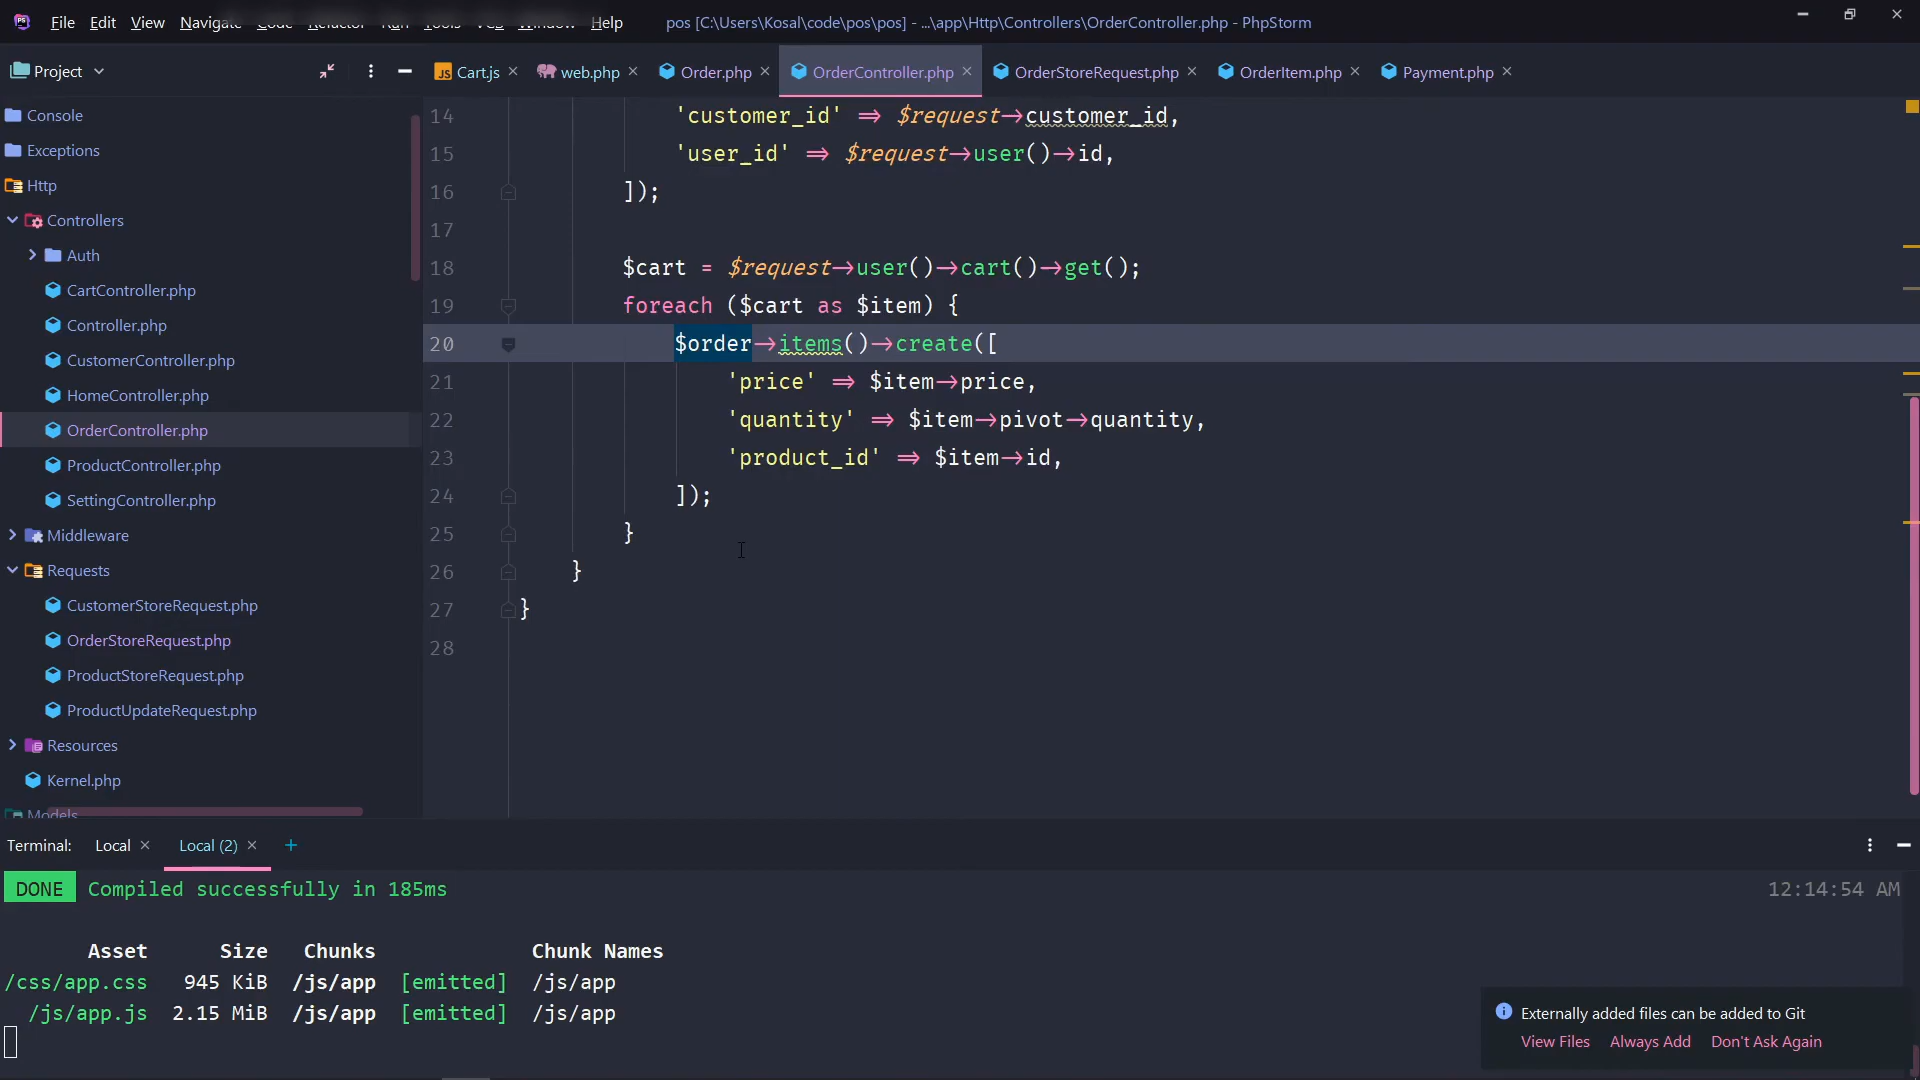 File Edit View Navigate Code Refactor Run Tools VCS Window Help pos [C:\Users\Kosal\code\pos\pos] - ...\app\Http\Controllers\OrderController.php - PhpStorm
Project
Cart.js web.php Order.php OrderController.php OrderStoreRequest.php OrderItem.php Payment.php
Console
Exceptions
Http
Controllers
Auth
CartController.php
Controller.php
CustomerController.php
HomeController.php
OrderController.php
ProductController.php
SettingController.php
Middleware
Requests
CustomerStoreRequest.php
OrderStoreRequest.php
ProductStoreRequest.php
ProductUpdateRequest.php
Resources
Kernel.php
Models
14 'customer_id' => $request->customer_id,
15 'user_id' => $request->user()->id,
16 ]);
17
18 $cart = $request->user()->cart()->get();
19 foreach ($cart as $item) {
20 $order->items()->create([
21 'price' => $item->price,
22 'quantity' => $item->pivot->quantity,
23 'product_id' => $item->id,
24 ]);
25 }
26 }
27 }
28
Terminal: Local Local (2) +
DONE Compiled successfully in 185ms 12:14:54 AM
Asset Size Chunks Chunk Names
/css/app.css 945 KiB /js/app [emitted] /js/app
/js/app.js 2.15 MiB /js/app [emitted] /js/app
Externally added files can be added to Git
View Files Always Add Don't Ask Again